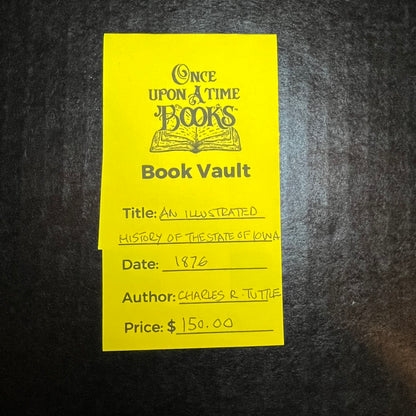 ONCE
UPON A TIME
BOOKS
Book Vault
Title: AN ILLUSTRATED
HISTORY OF THE STATE OF IOWA
Date: 1876
Author: CHARLES R. TUTTLE
Price: $150.00